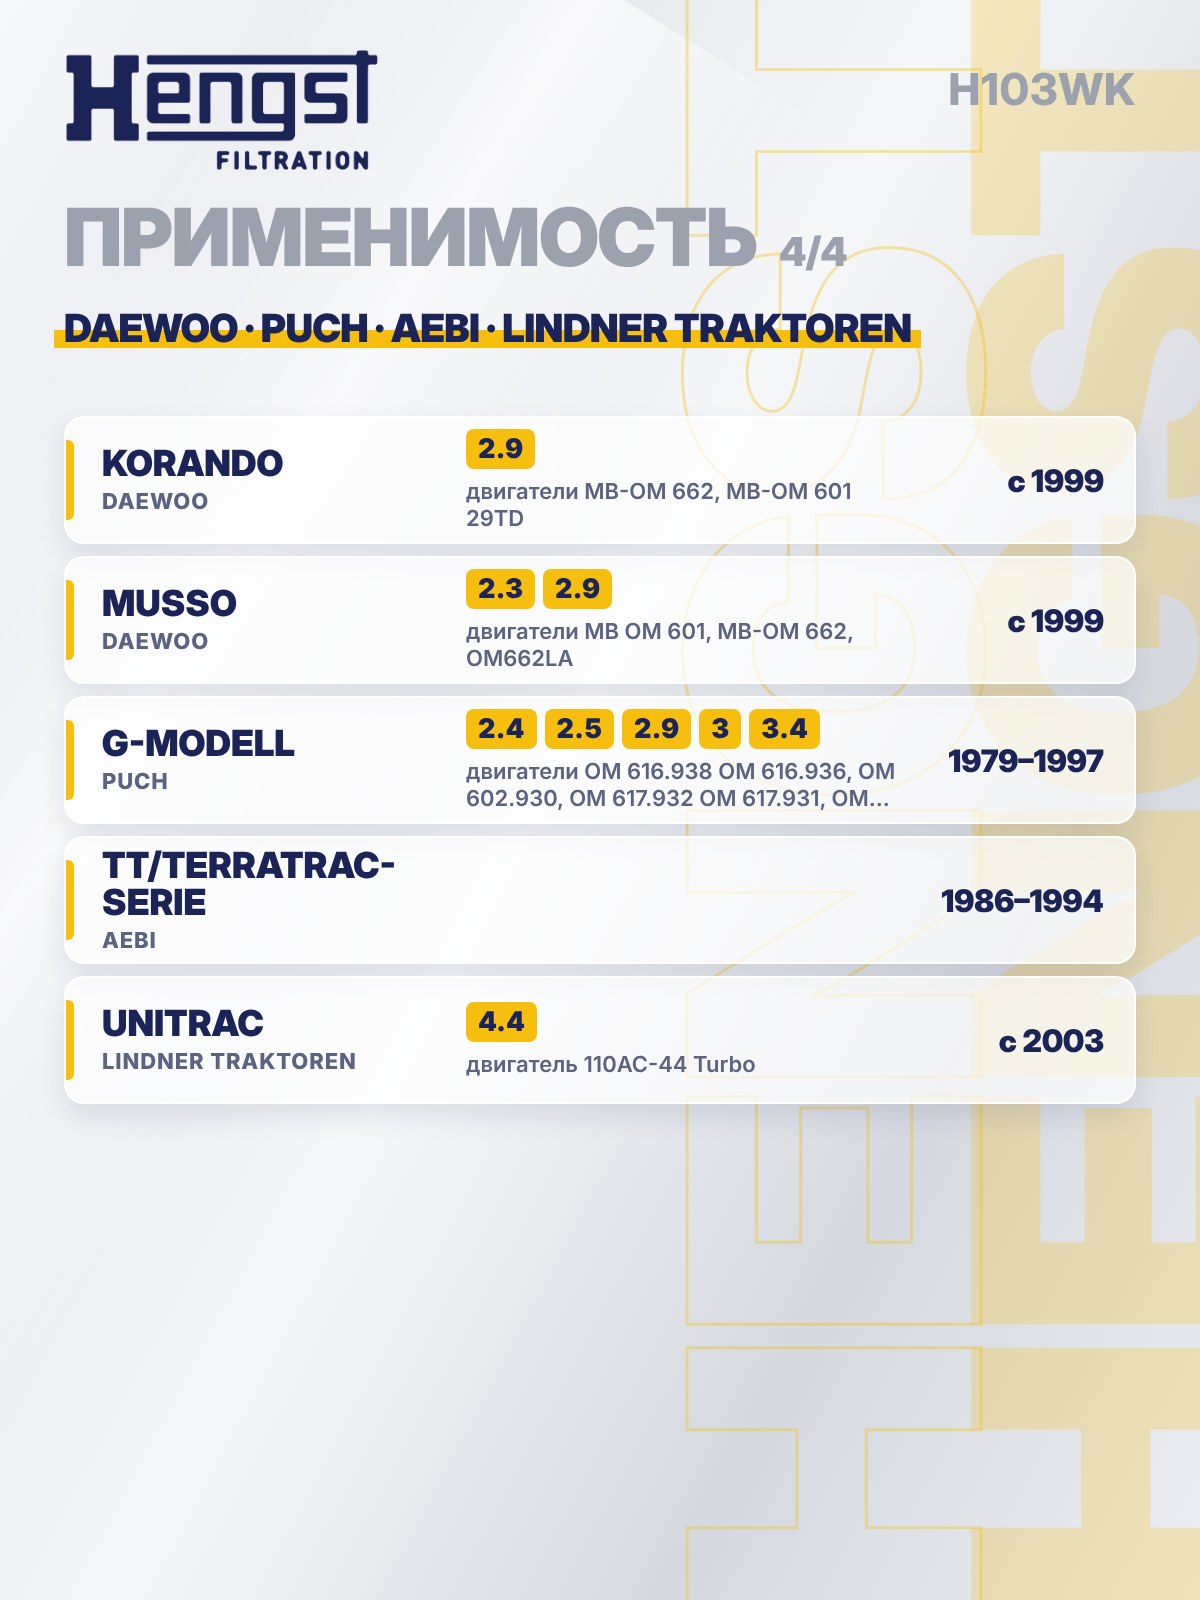 Hengst
FILTRATION
H103WK
ПРИМЕНИМОСТЬ 4/4
DAEWOO · PUCH · AEBI · LINDNER TRAKTOREN
KORANDO
DAEWOO
2.9
двигатели MB-OM 662, MB-OM 601
29TD
с 1999
MUSSO
DAEWOO
2.3 2.9
двигатели MB OM 601, MB-OM 662,
OM662LA
с 1999
G-MODELL
PUCH
2.4 2.5 2.9 3 3.4
двигатели OM 616.938 OM 616.936, OM
602.930, OM 617.932 OM 617.931, OM...
1979–1997
TT/TERRATRAC-
SERIE
AEBI
1986–1994
UNITRAC
LINDNER TRAKTOREN
4.4
двигатель 110AC-44 Turbo
с 2003
HENGST
HENGST